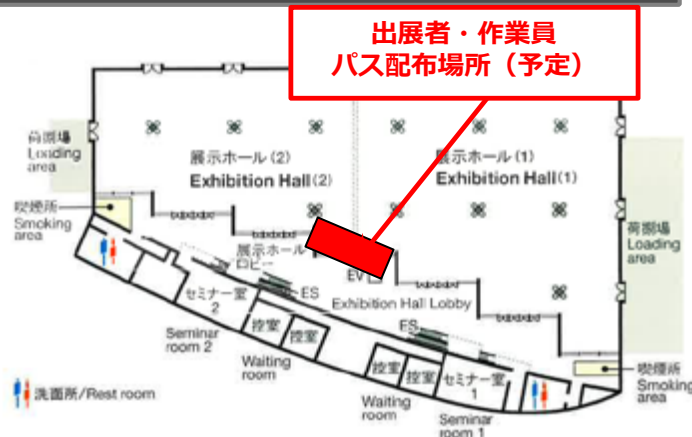 出展者・作業員
パス配布場所（予定）
荷捌場
Loading
area
展示ホール(2)
Exhibition Hall(2)
展示ホール(1)
Exhibition Hall(1)
喫煙所
Smoking
area
荷捌場
Loading
area
展示ホール
ロビー
EV
ES
Exhibition Hall Lobby
セミナー室
2
Seminar
room 2
控室
控室
Waiting
room
ES
控室
控室
Waiting
room
セミナー室
1
Seminar
room 1
喫煙所
Smoking
area
洗面所/Rest room